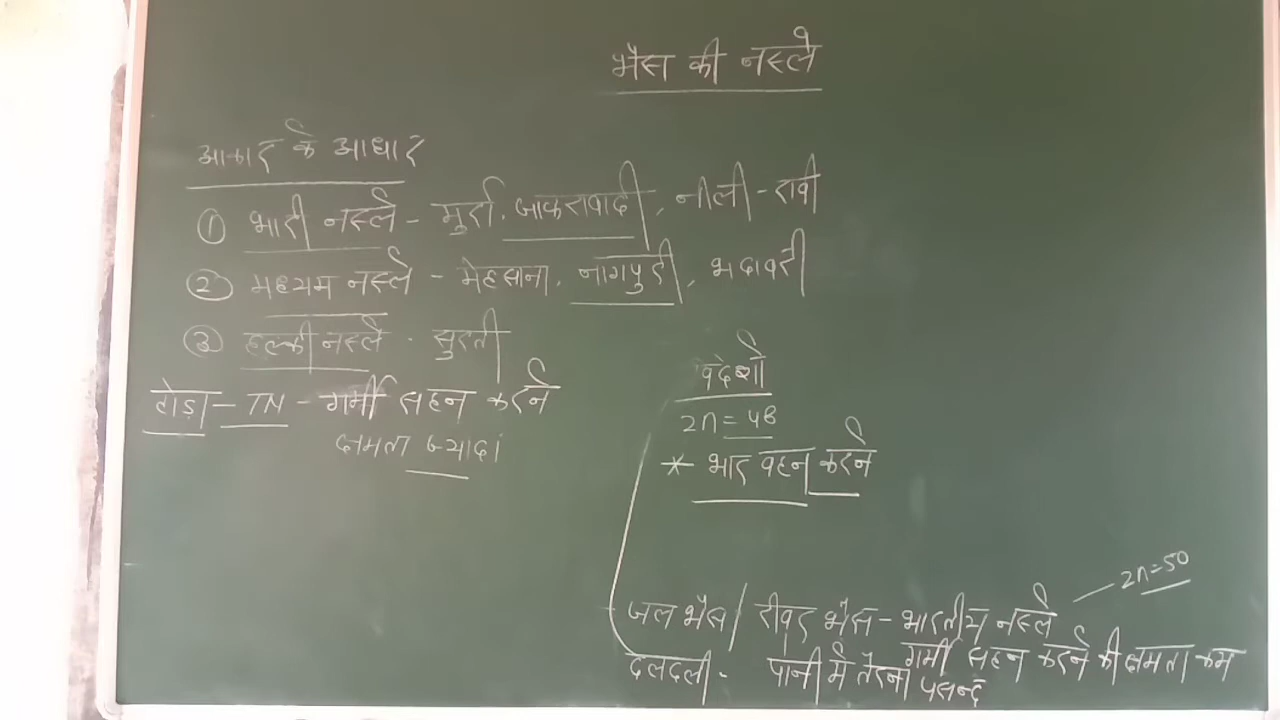 भैंस की नस्ले
आकार के आधार
① भारी नस्ले - मुर्रा, जाफरावादी, नीली - रावी
② मध्यम नस्ले - मेहसाना, नागपुरी, भदावरी
③ हल्की नस्ले - सुरती
टोड़ा - TN - गर्मी सहन करने
क्षमता ज्यादा
विदेशी
2n = 48
* भार वहन करने
2n=50
जल भैंस / रीवर भैंस - भारतीय नस्ले
गर्मी सहन करने की क्षमता कम
दलदली - पानी में तैरना पसन्द